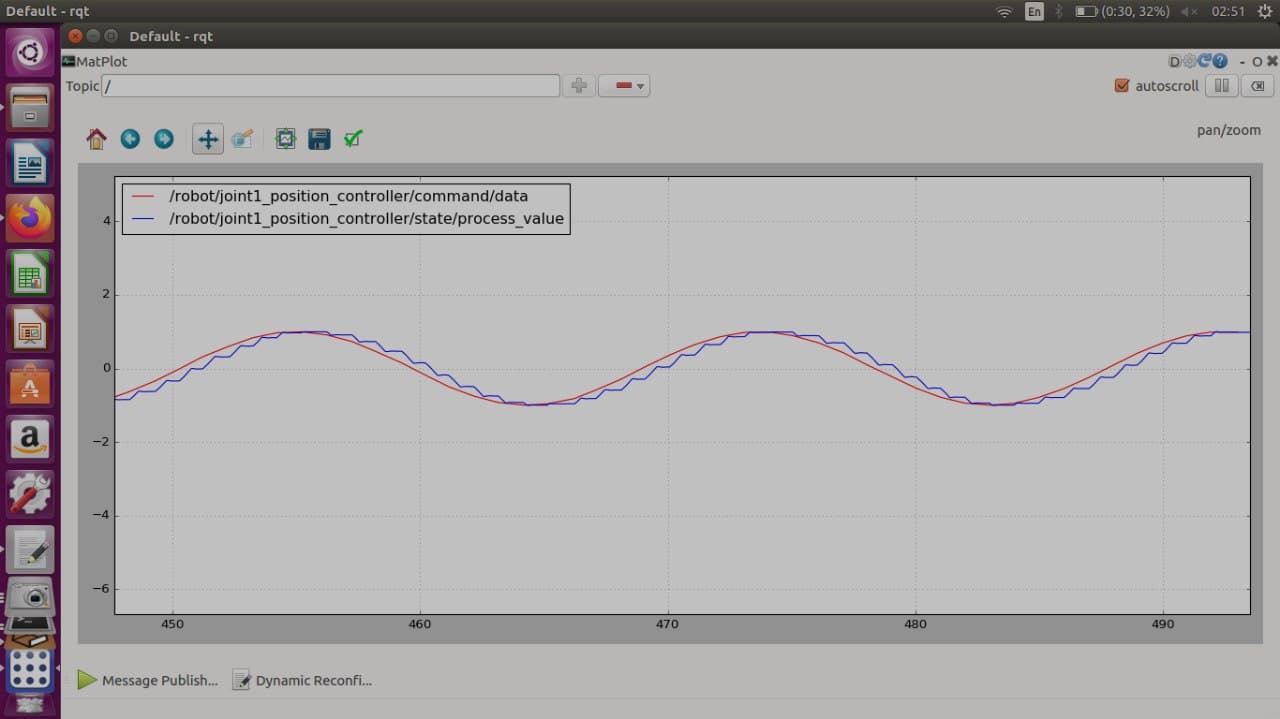 Default - rqt
En (0:30, 32%) 02:51
Default - rqt
MatPlot
D - O
Topic /
autoscroll
pan/zoom
/robot/joint1_position_controller/command/data
/robot/joint1_position_controller/state/process_value
4
2
0
−2
−4
−6
450 460 470 480 490
Message Publish...
Dynamic Reconfi...